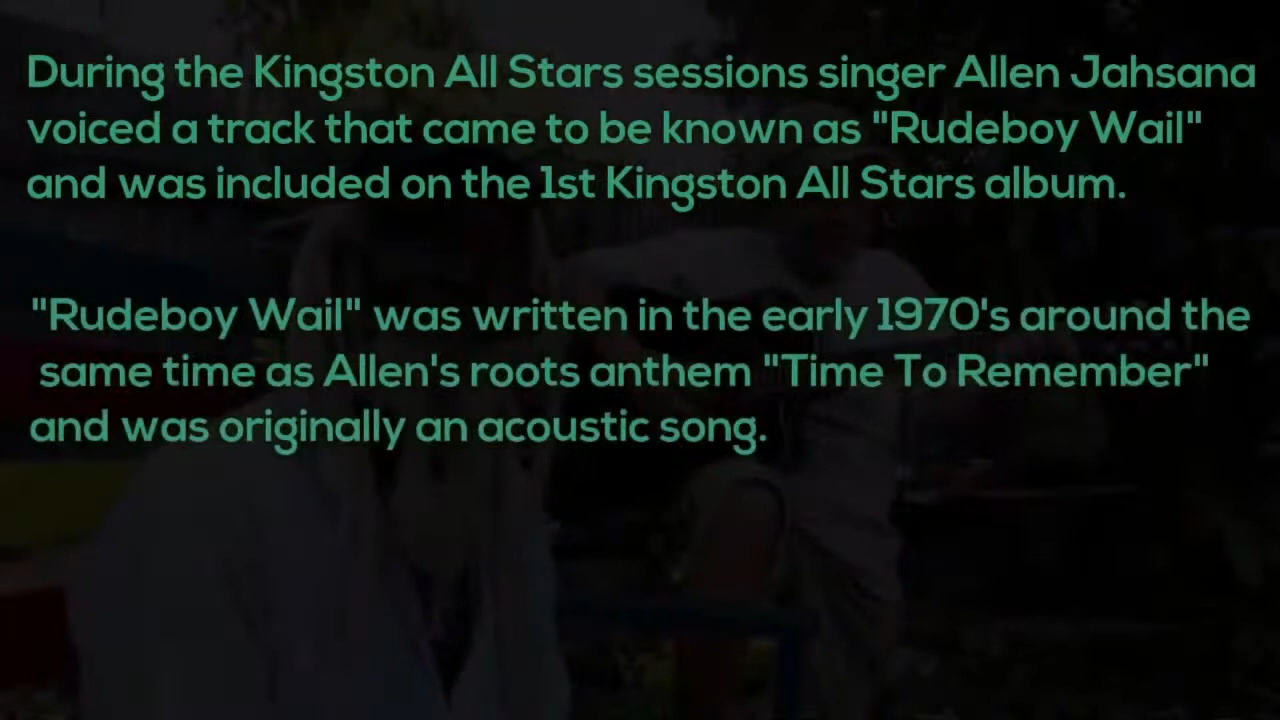 During the Kingston All Stars sessions singer Allen Jahsana
voiced a track that came to be known as "Rudeboy Wail"
and was included on the 1st Kingston All Stars album.
"Rudeboy Wail" was written in the early 1970's around the
same time as Allen's roots anthem "Time To Remember"
and was originally an acoustic song.